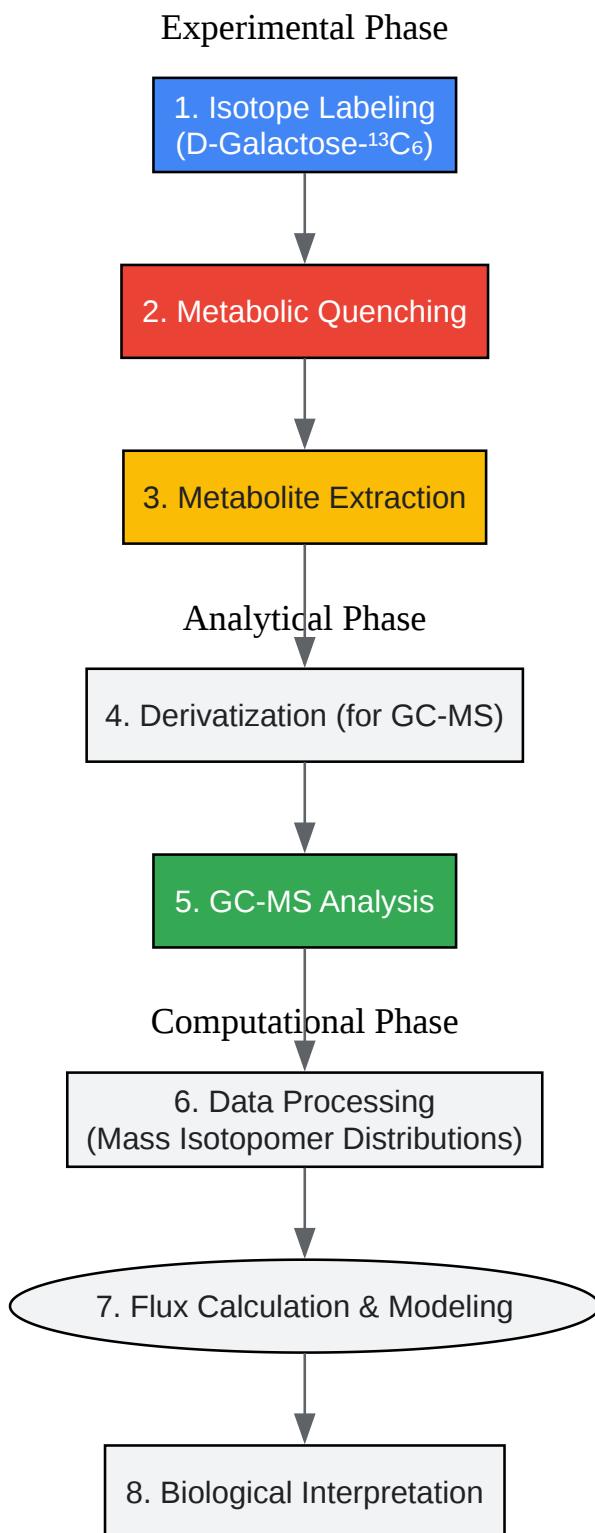 Experimental Phase
1. Isotope Labeling
(D-Galactose-¹³C₆)
2. Metabolic Quenching
3. Metabolite Extraction
Analytical Phase
4. Derivatization (for GC-MS)
5. GC-MS Analysis
Computational Phase
6. Data Processing
(Mass Isotopomer Distributions)
7. Flux Calculation & Modeling
8. Biological Interpretation